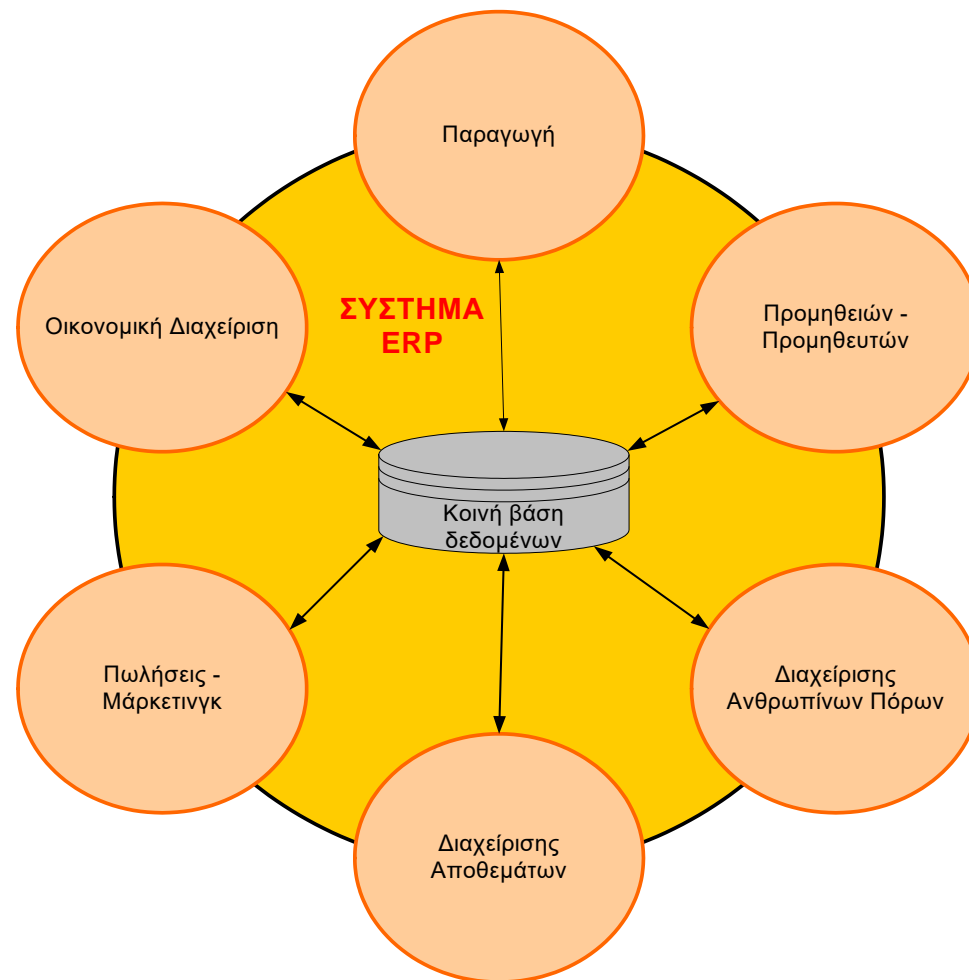 Παραγωγή
Οικονομική Διαχείριση
ΣΥΣΤΗΜΑ
ERP
Προμηθειών -
Προμηθευτών
Κοινή βάση
δεδομένων
Πωλήσεις -
Μάρκετινγκ
Διαχείρισης
Ανθρωπίνων Πόρων
Διαχείρισης
Αποθεμάτων